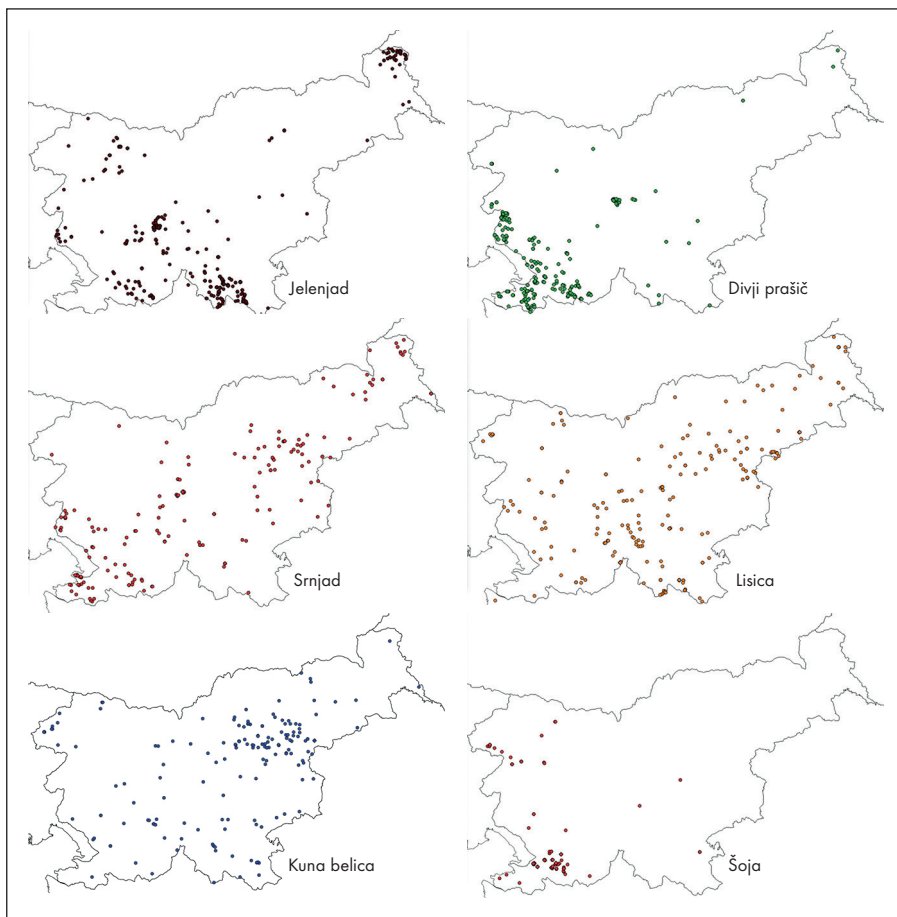 Jelenjad
Divji prašič
Srnjad
Lisica
Kuna belica
Šoja